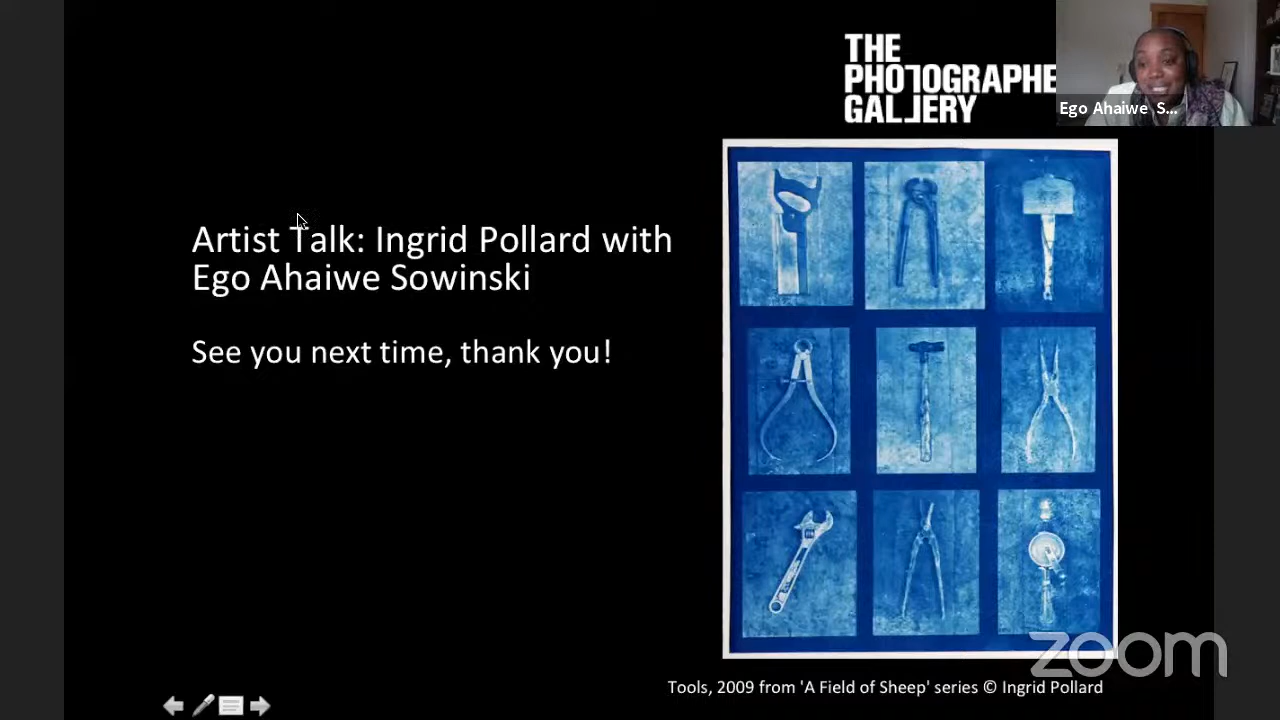 THE
PHOTOGRAPHE
GALLERY
Ego Ahaiwe S...
Artist Talk: Ingrid Pollard with
Ego Ahaiwe Sowinski
See you next time, thank you!
zoom
Tools, 2009 from 'A Field of Sheep' series © Ingrid Pollard